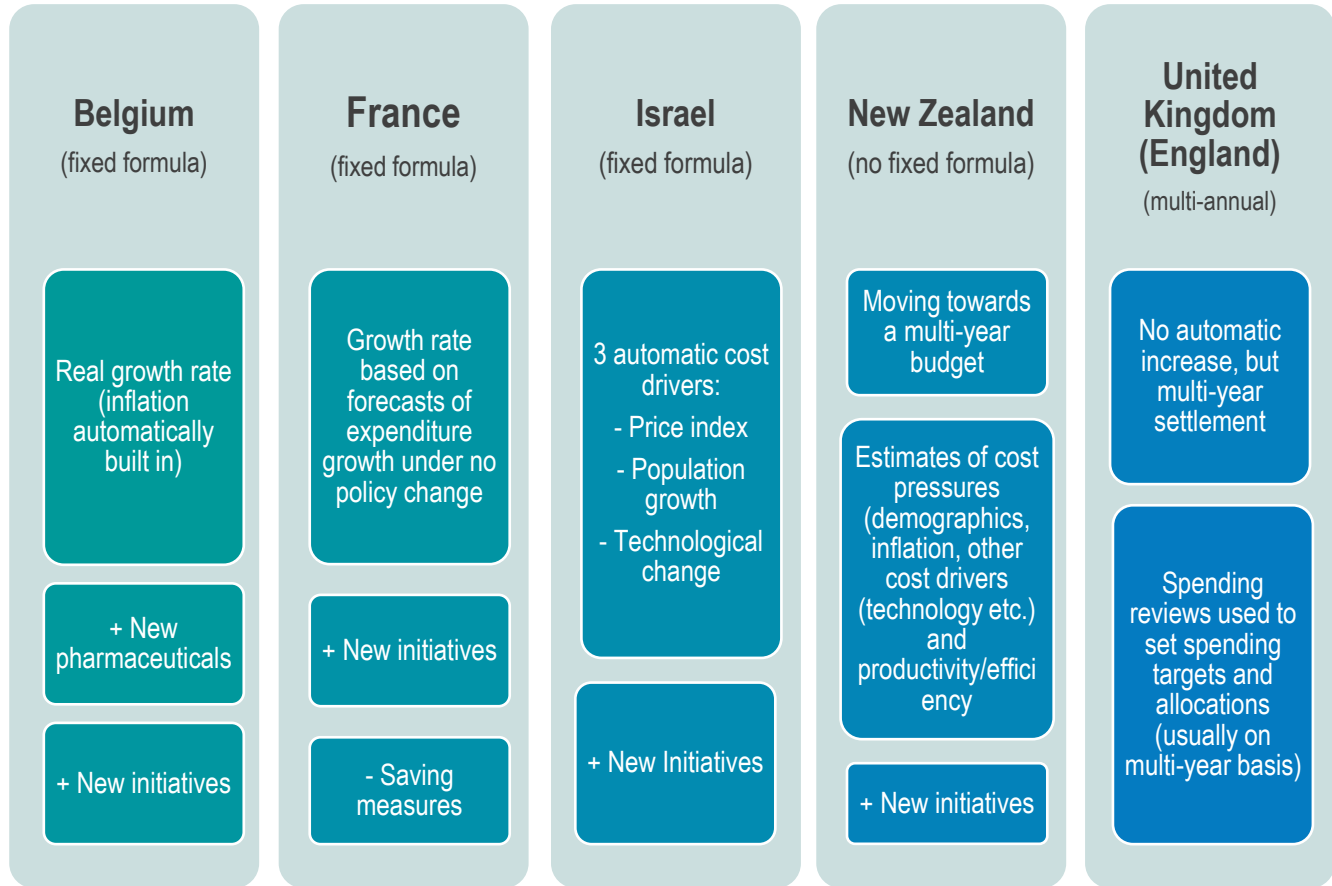 Belgium
(fixed formula)
Real growth rate
(inflation
automatically
built in)
+ New
pharmaceuticals
+ New initiatives
France
(fixed formula)
Growth rate
based on
forecasts of
expenditure
growth under no
policy change
+ New initiatives
- Saving
measures
Israel
(fixed formula)
3 automatic cost
drivers:
- Price index
- Population
growth
- Technological
change
+ New Initiatives
New Zealand
(no fixed formula)
Moving towards
a multi-year
budget
Estimates of cost
pressures
(demographics,
inflation, other
cost drivers
(technology etc.)
and
productivity/effici
ency
+ New initiatives
United
Kingdom
(England)
(multi-annual)
No automatic
increase, but
multi-year
settlement
Spending
reviews used to
set spending
targets and
allocations
(usually on
multi-year basis)